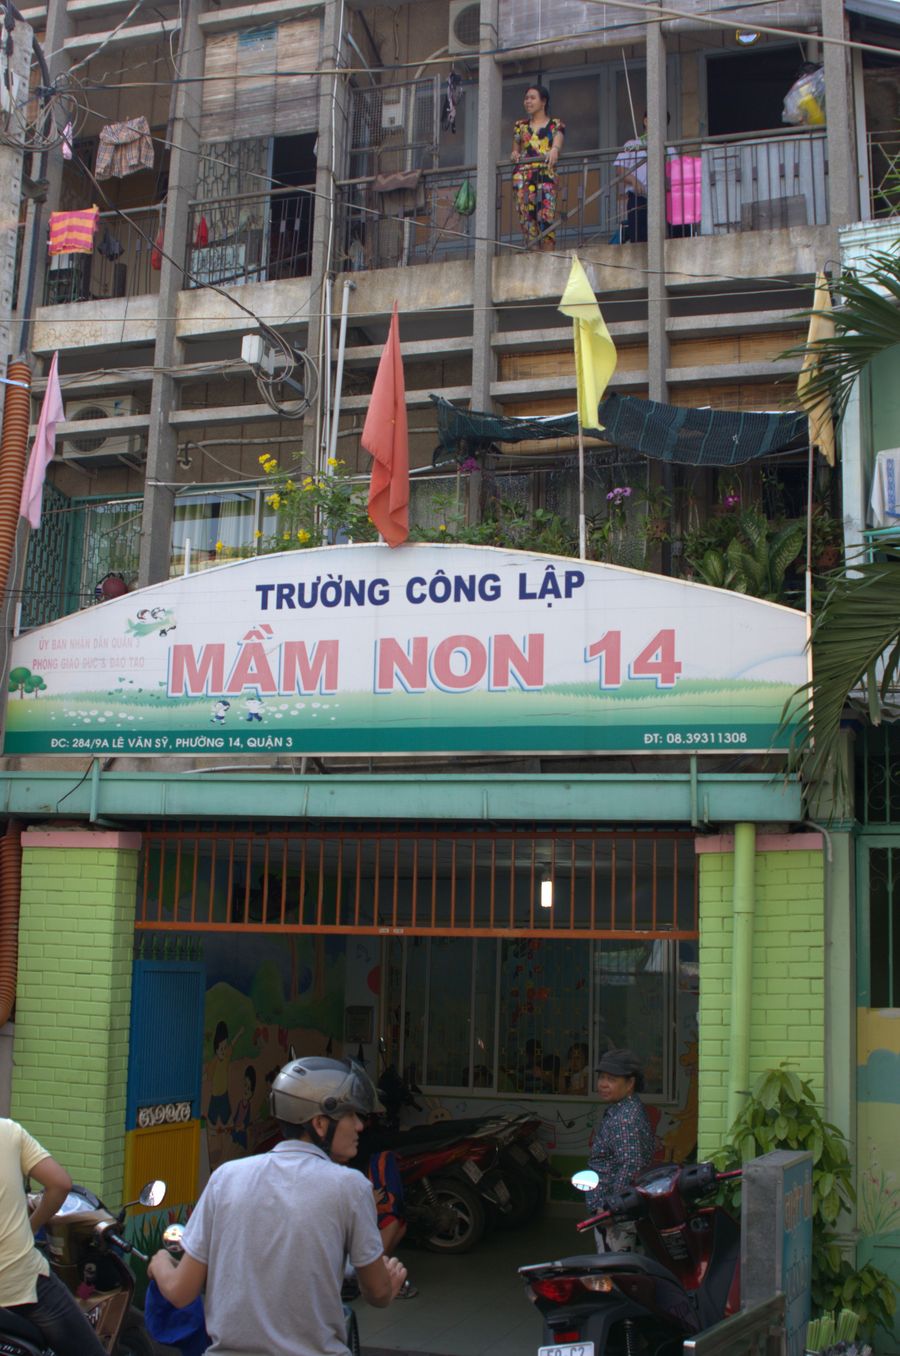 TRƯỜNG CÔNG LẬP
ỦY BAN NHÂN DÂN QUẬN 3
PHÒNG GIÁO DỤC & ĐÀO TẠO
MẦM NON 14
ĐC: 284/9A LÊ VĂN SỸ, PHƯỜNG 14, QUẬN 3
ĐT: 08.39311308